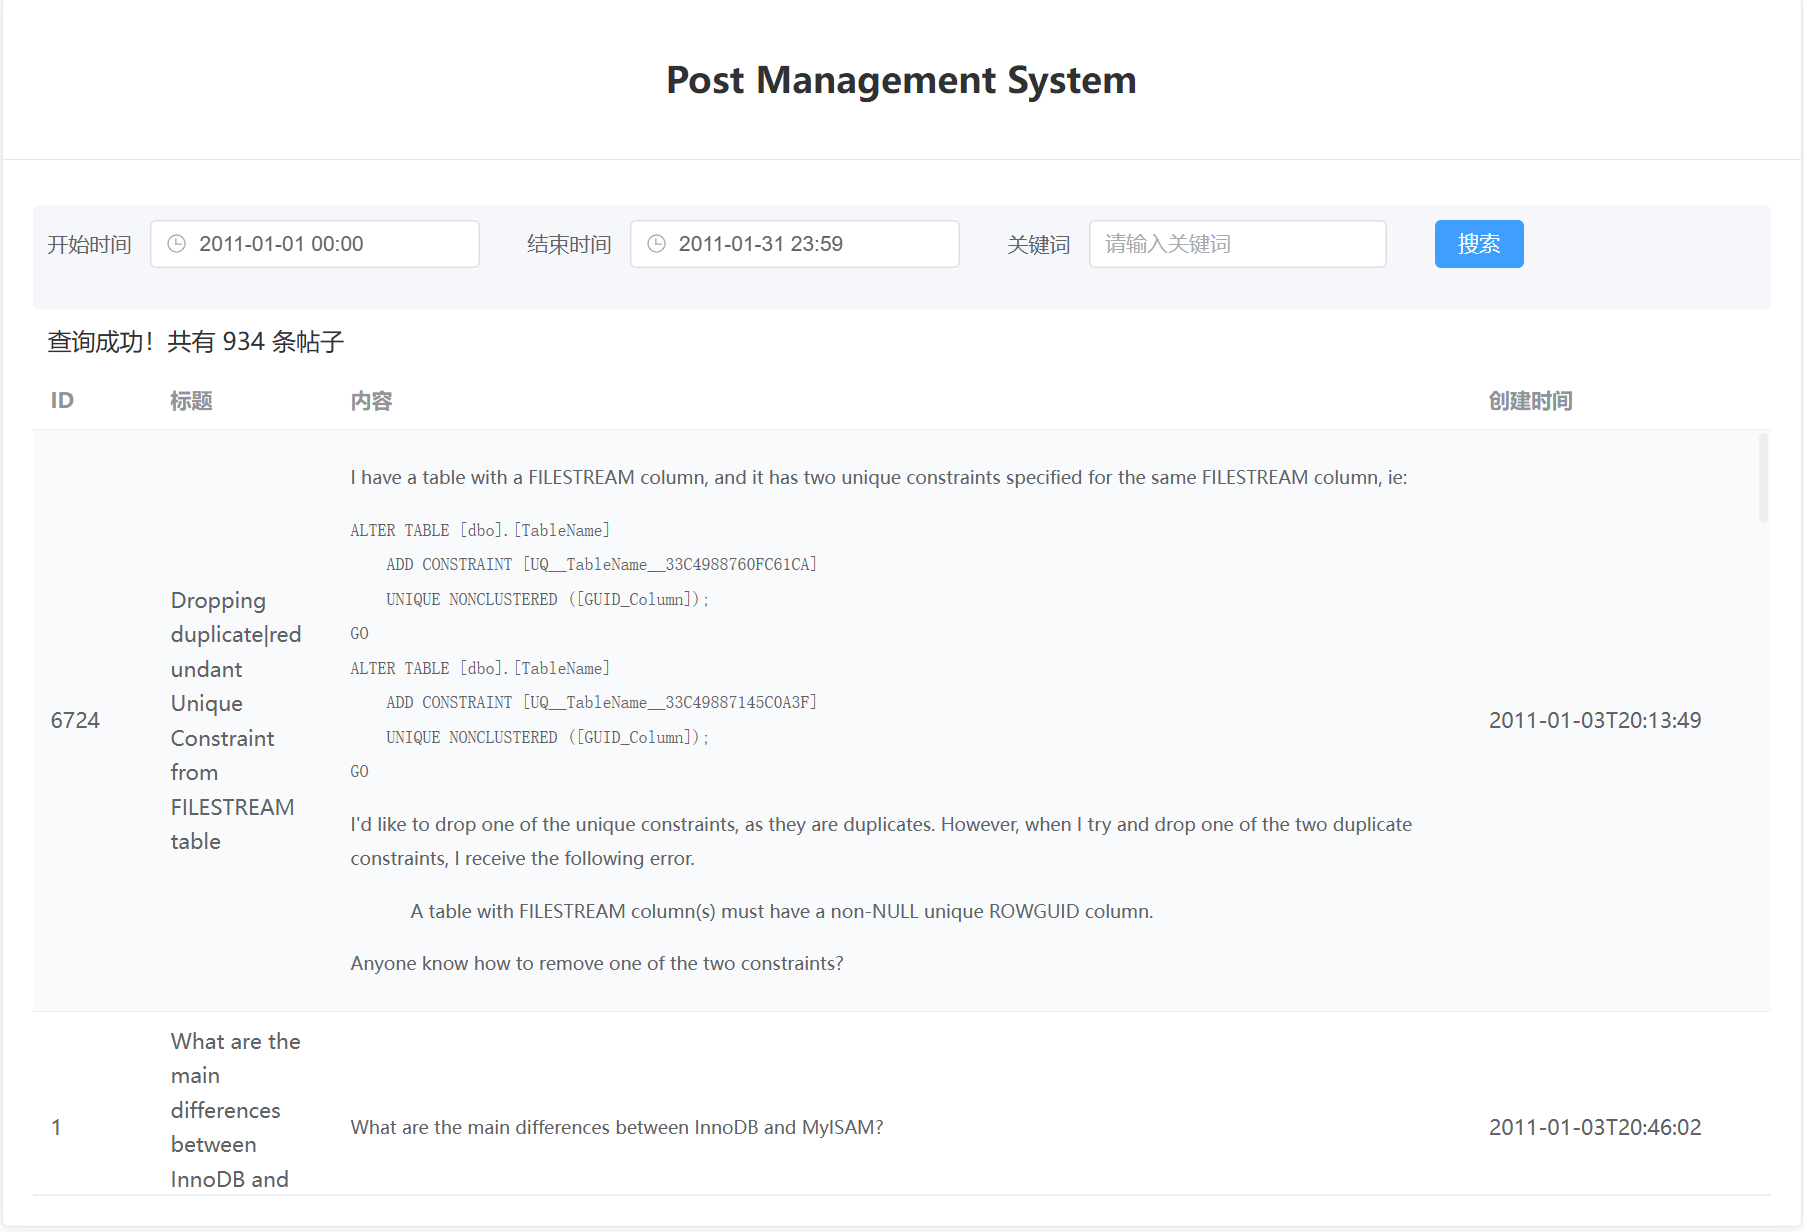 Post Management System
开始时间 2011-01-01 00:00 结束时间 2011-01-31 23:59 关键词 请输入关键词 搜索
查询成功！共有 934 条帖子
ID 标题 内容 创建时间
6724
Dropping
duplicate|red
undant
Unique
Constraint
from
FILESTREAM
table
I have a table with a FILESTREAM column, and it has two unique constraints specified for the same FILESTREAM column, ie:
ALTER TABLE [dbo].[TableName]
    ADD CONSTRAINT [UQ__TableName__33C4988760FC61CA]
    UNIQUE NONCLUSTERED ([GUID_Column]);
GO
ALTER TABLE [dbo].[TableName]
    ADD CONSTRAINT [UQ__TableName__33C49887145C0A3F]
    UNIQUE NONCLUSTERED ([GUID_Column]);
GO
I'd like to drop one of the unique constraints, as they are duplicates. However, when I try and drop one of the two duplicate
constraints, I receive the following error.
A table with FILESTREAM column(s) must have a non-NULL unique ROWGUID column.
Anyone know how to remove one of the two constraints?
2011-01-03T20:13:49
1
What are the
main
differences
between
InnoDB and
What are the main differences between InnoDB and MyISAM?
2011-01-03T20:46:02